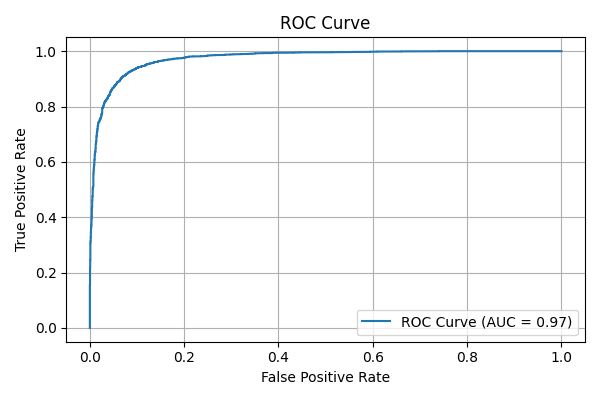 ROC Curve
True Positive Rate
1.0
0.8
0.6
0.4
0.2
0.0
ROC Curve (AUC = 0.97)
0.0 0.2 0.4 0.6 0.8 1.0
False Positive Rate